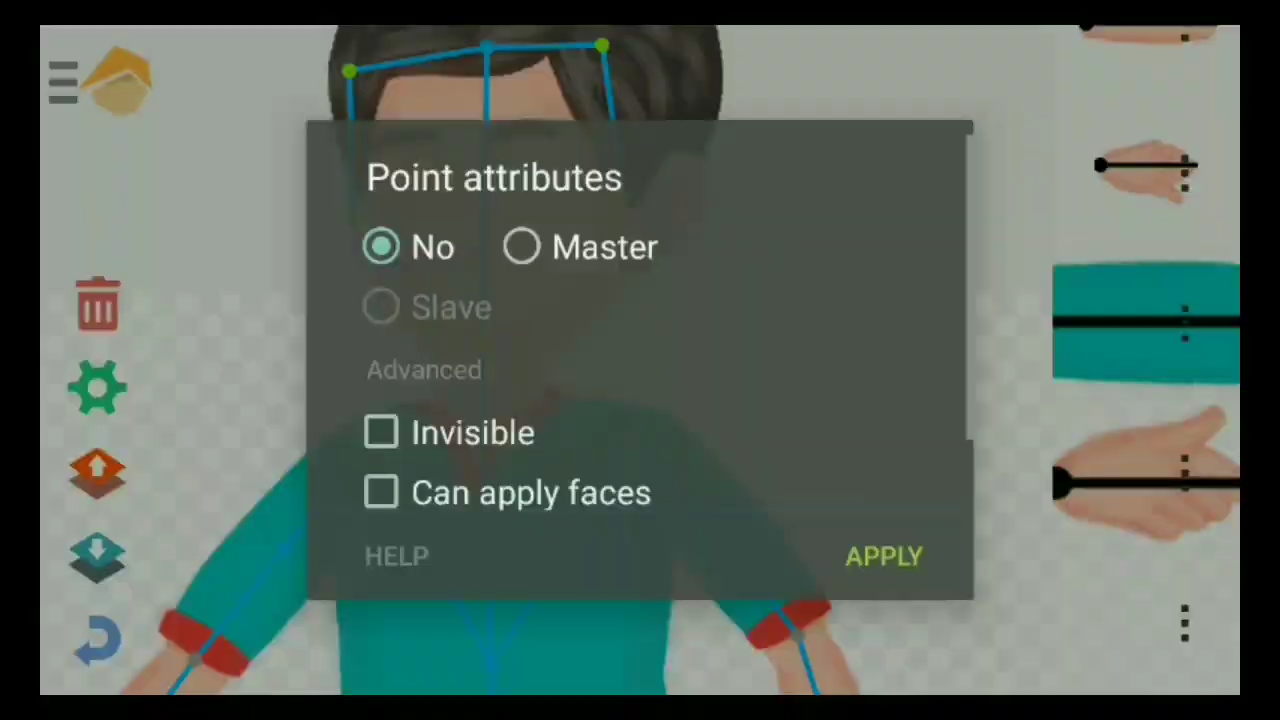 Point attributes
No Master
Slave
Advanced
Invisible
Can apply faces
HELP APPLY